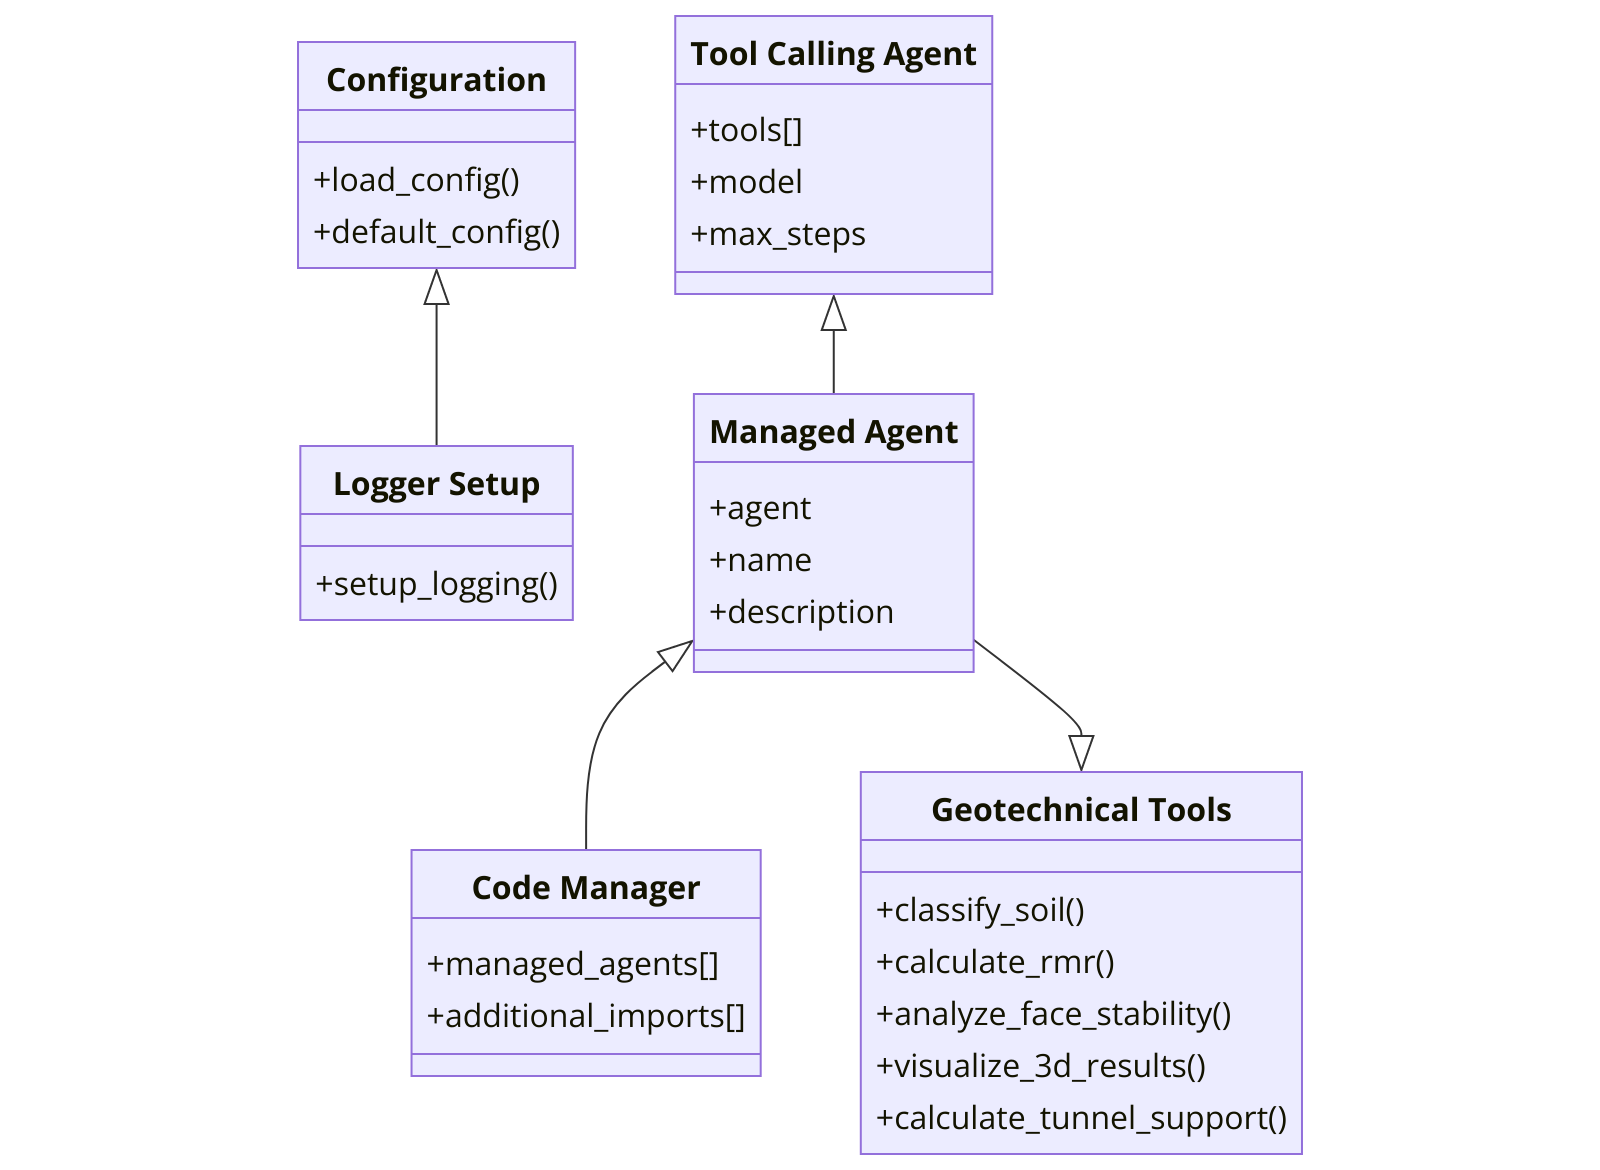 Configuration
+load_config()
+default_config()
Tool Calling Agent
+tools[]
+model
+max_steps
Logger Setup
+setup_logging()
Managed Agent
+agent
+name
+description
Code Manager
+managed_agents[]
+additional_imports[]
Geotechnical Tools
+classify_soil()
+calculate_rmr()
+analyze_face_stability()
+visualize_3d_results()
+calculate_tunnel_support()